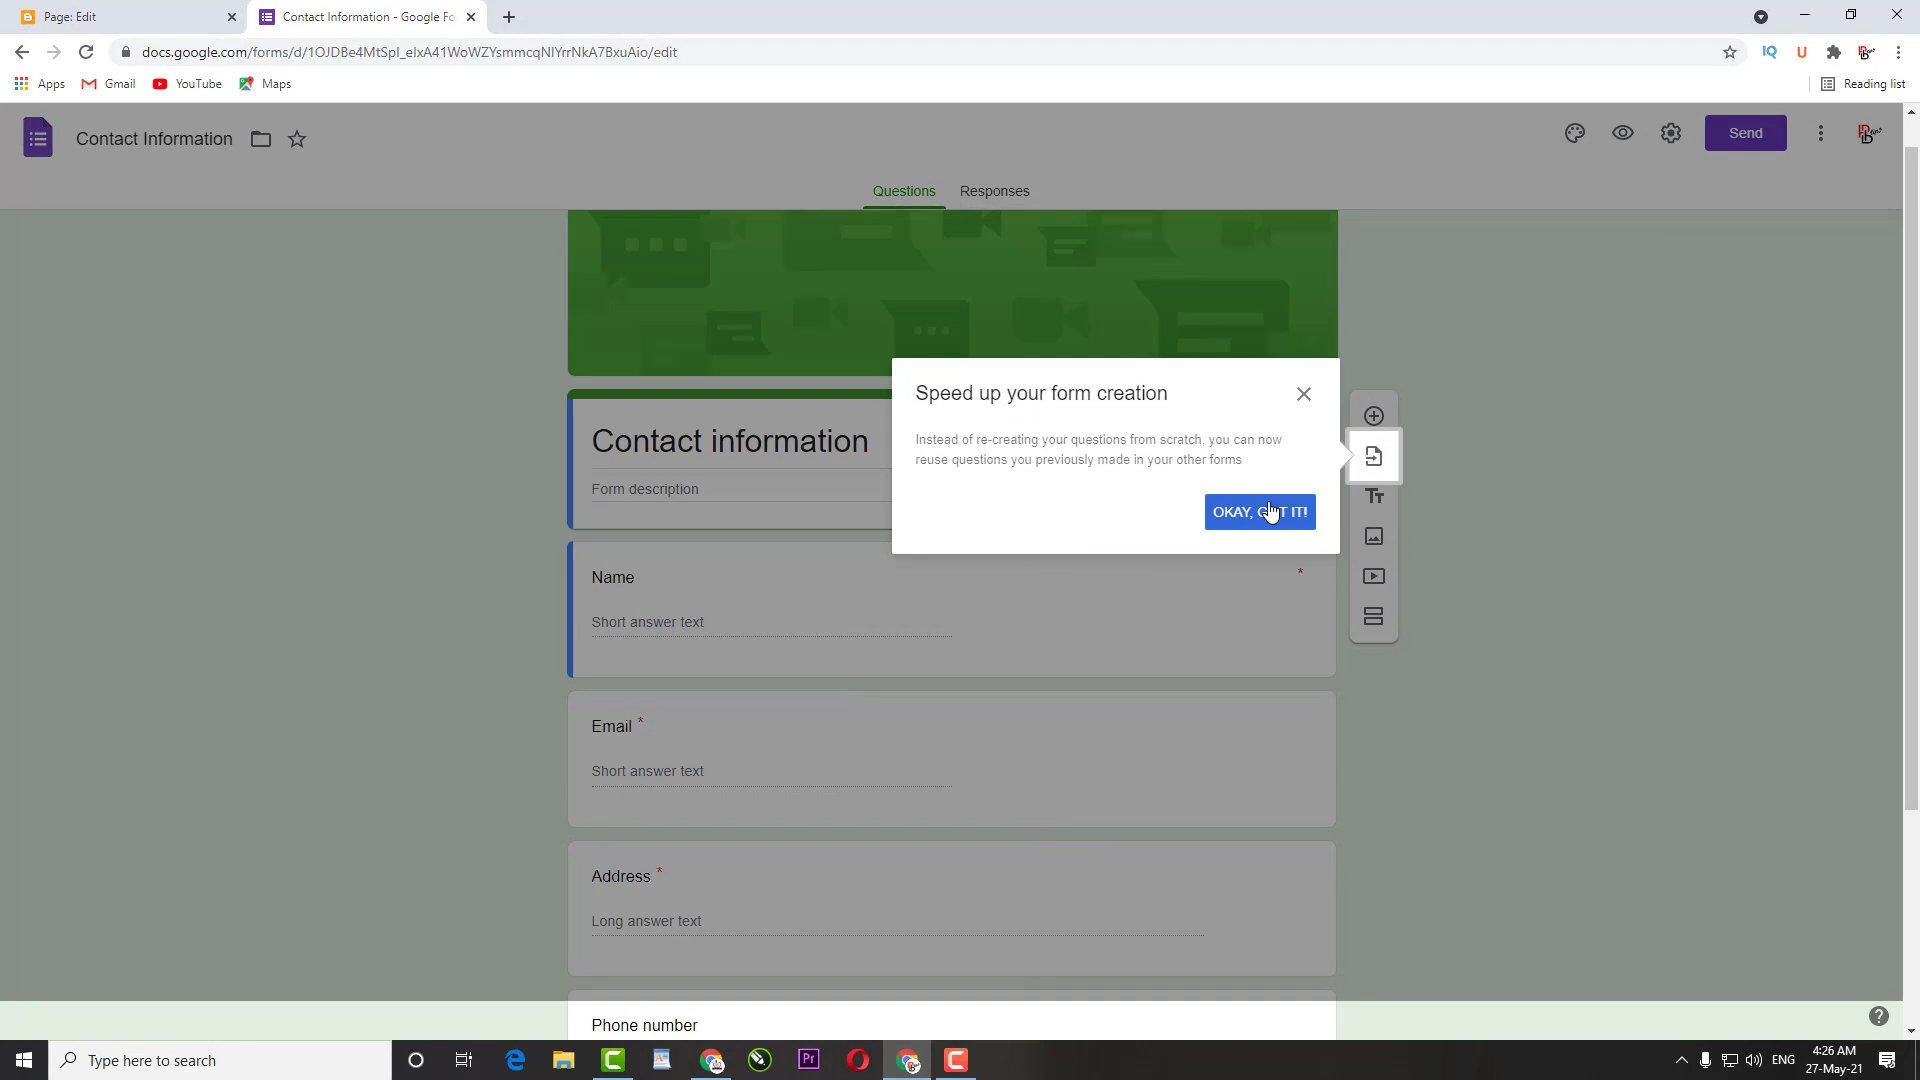 Page: Edit
Contact Information - Google Fo
docs.google.com/forms/d/1OJDBe4MtSpI_eIxA41WoWZYsmmcqNIYrrNkA7BxuAio/edit
IQ
U
Apps
Gmail
YouTube
Maps
Reading list
Contact Information
Send
Questions
Responses
Speed up your form creation
Instead of re-creating your questions from scratch, you can now
reuse questions you previously made in your other forms
OKAY, GOT IT!
Contact information
Form description
Tт
Name
*
Short answer text
Email *
Short answer text
Address *
Long answer text
Phone number
Type here to search
Pr
ENG
4:26 AM
27-May-21